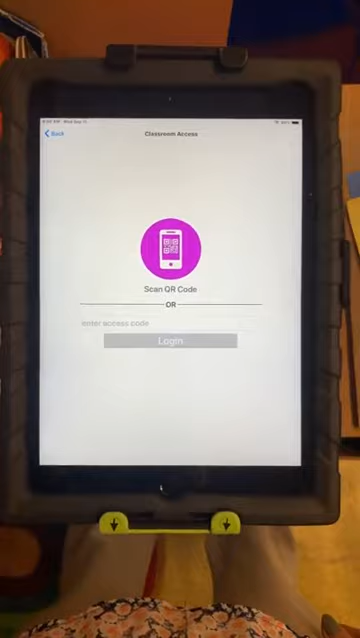 Back
Classroom Access
Scan QR Code
OR
enter access code
Login